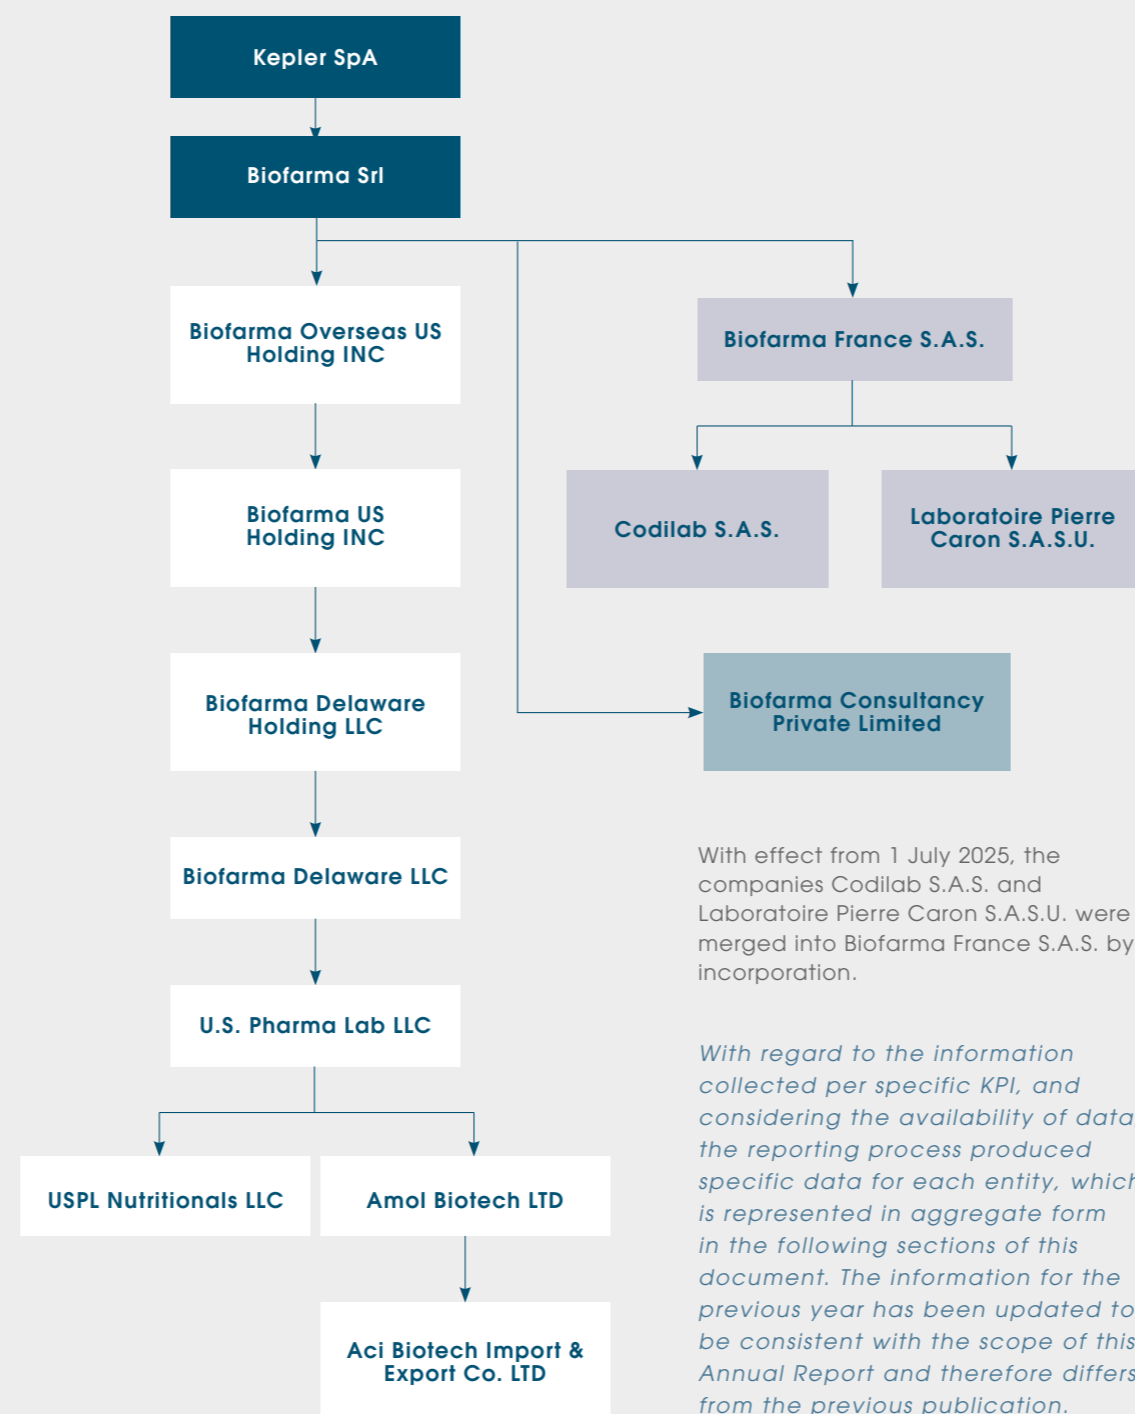 Kepler SpA
Biofarma Srl
Biofarma Overseas US
Holding INC
Biofarma France S.A.S.
Biofarma US
Holding INC
Codilab S.A.S.
Laboratoire Pierre
Caron S.A.S.U.
Biofarma Delaware
Holding LLC
Biofarma Consultancy
Private Limited
Biofarma Delaware LLC
U.S. Pharma Lab LLC
USPL Nutritionals LLC
Amol Biotech LTD
Aci Biotech Import &
Export Co. LTD
With effect from 1 July 2025, the
companies Codilab S.A.S. and
Laboratoire Pierre Caron S.A.S.U. were
merged into Biofarma France S.A.S. by
incorporation.
With regard to the information
collected per specific KPI, and
considering the availability of data,
the reporting process produced
specific data for each entity, which
is represented in aggregate form
in the following sections of this
document. The information for the
previous year has been updated to
be consistent with the scope of this
Annual Report and therefore differs
from the previous publication.